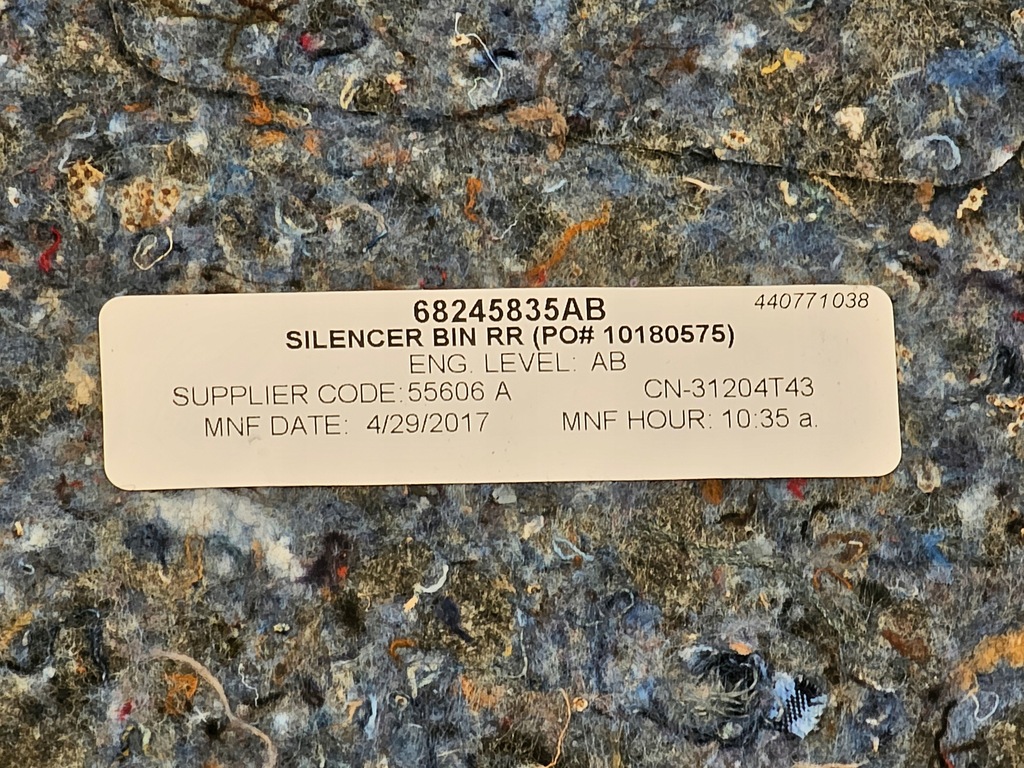 68245835AB 440771038
SILENCER BIN RR (PO# 10180575)
ENG. LEVEL: AB
SUPPLIER CODE: 55606 A CN-31204T43
MNF DATE: 4/29/2017 MNF HOUR: 10:35 a.